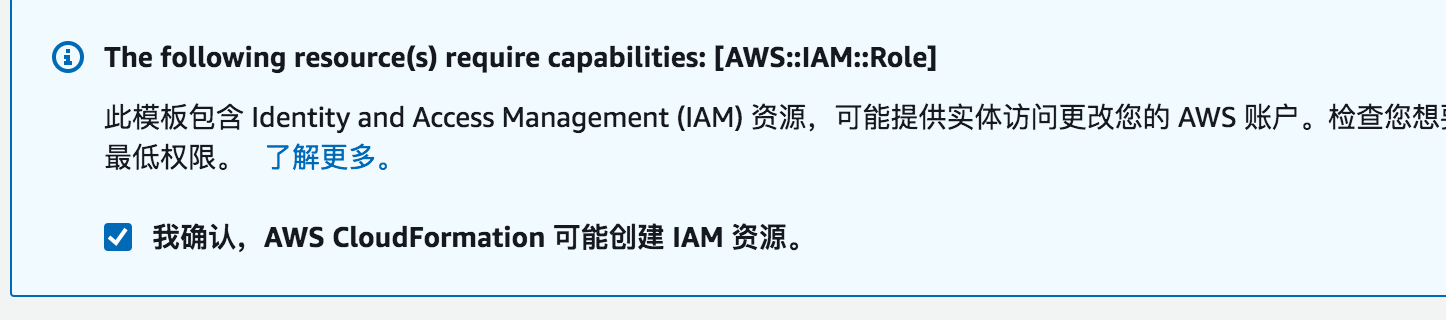 The following resource(s) require capabilities: [AWS::IAM::Role]
此模板包含 Identity and Access Management (IAM) 资源，可能提供实体访问更改您的 AWS 账户。检查您想
最低权限。 了解更多。
我确认，AWS CloudFormation 可能创建 IAM 资源。